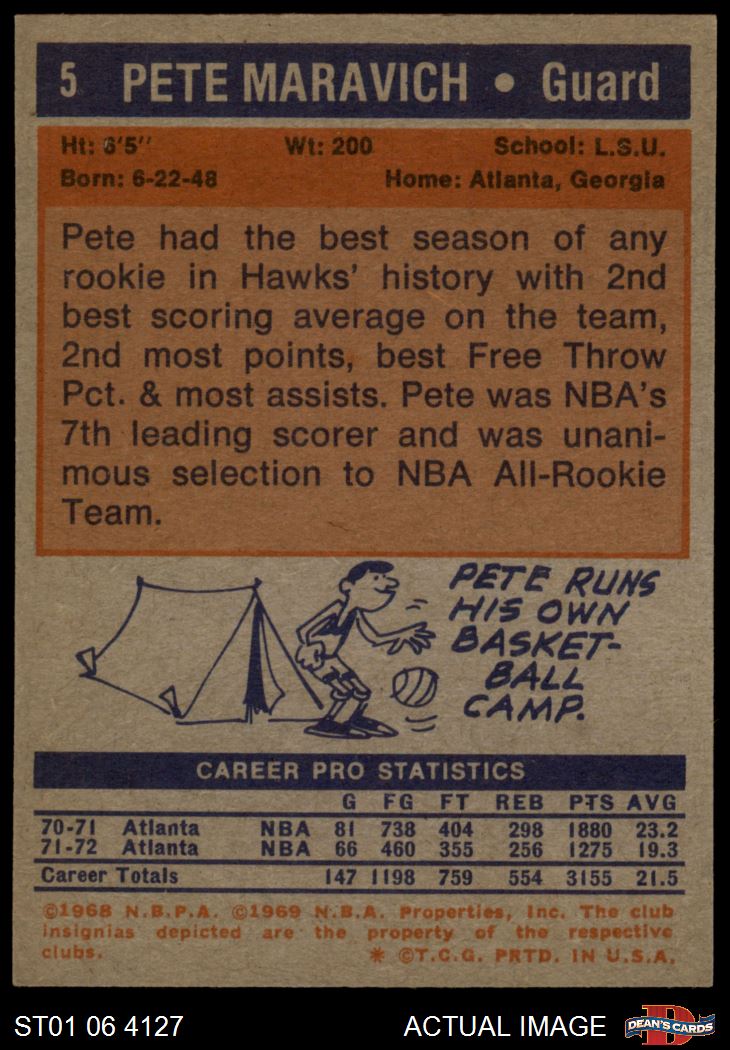 5 PETE MARAVICH • Guard
Ht: 6'5" Wt: 200 School: L.S.U.
Born: 6-22-48 Home: Atlanta, Georgia
Pete had the best season of any
rookie in Hawks' history with 2nd
best scoring average on the team,
2nd most points, best Free Throw
Pct. & most assists. Pete was NBA's
7th leading scorer and was unani-
mous selection to NBA All-Rookie
Team.
PETE RUNS
HIS OWN
BASKET-
BALL
CAMP.
CAREER PRO STATISTICS
G FG FT REB PTS AVG
70-71 Atlanta NBA 81 738 404 298 1880 23.2
71-72 Atlanta NBA 66 460 355 256 1275 19.3
Career Totals 147 1198 759 554 3155 21.5
©1968 N.B.P.A. ©1969 N.B.A. Properties, Inc. The club
insignias depicted are the property of the respective
clubs. * ©T.C.G. PRTD. IN U.S.A.
ST01 06 4127 ACTUAL IMAGE D DEAN'S CARDS